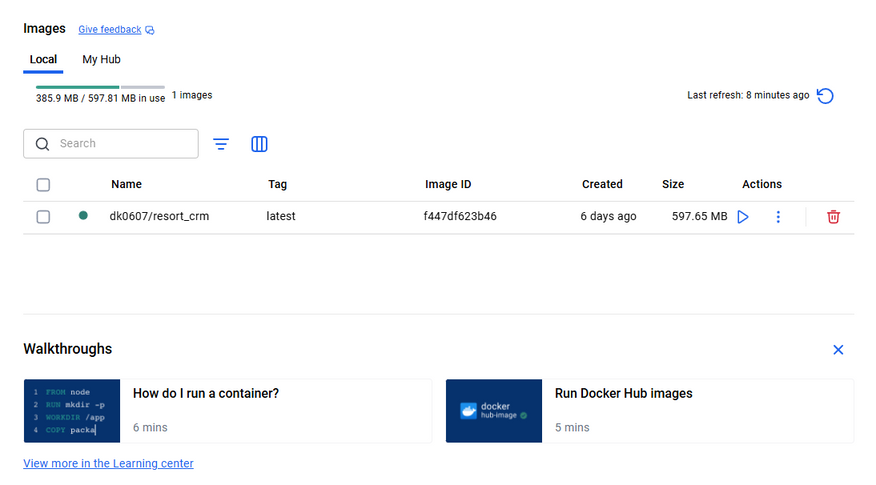 Images Give feedback
Local My Hub
385.9 MB / 597.81 MB in use 1 images Last refresh: 8 minutes ago
Search
Name Tag Image ID Created Size Actions
dk0607/resort_crm latest f447df623b46 6 days ago 597.65 MB
Walkthroughs
1 FROM node
2 RUN mkdir -p
3 WORKDIR /app
4 COPY packa
How do I run a container?
6 mins
docker
hub-image
Run Docker Hub images
5 mins
View more in the Learning center